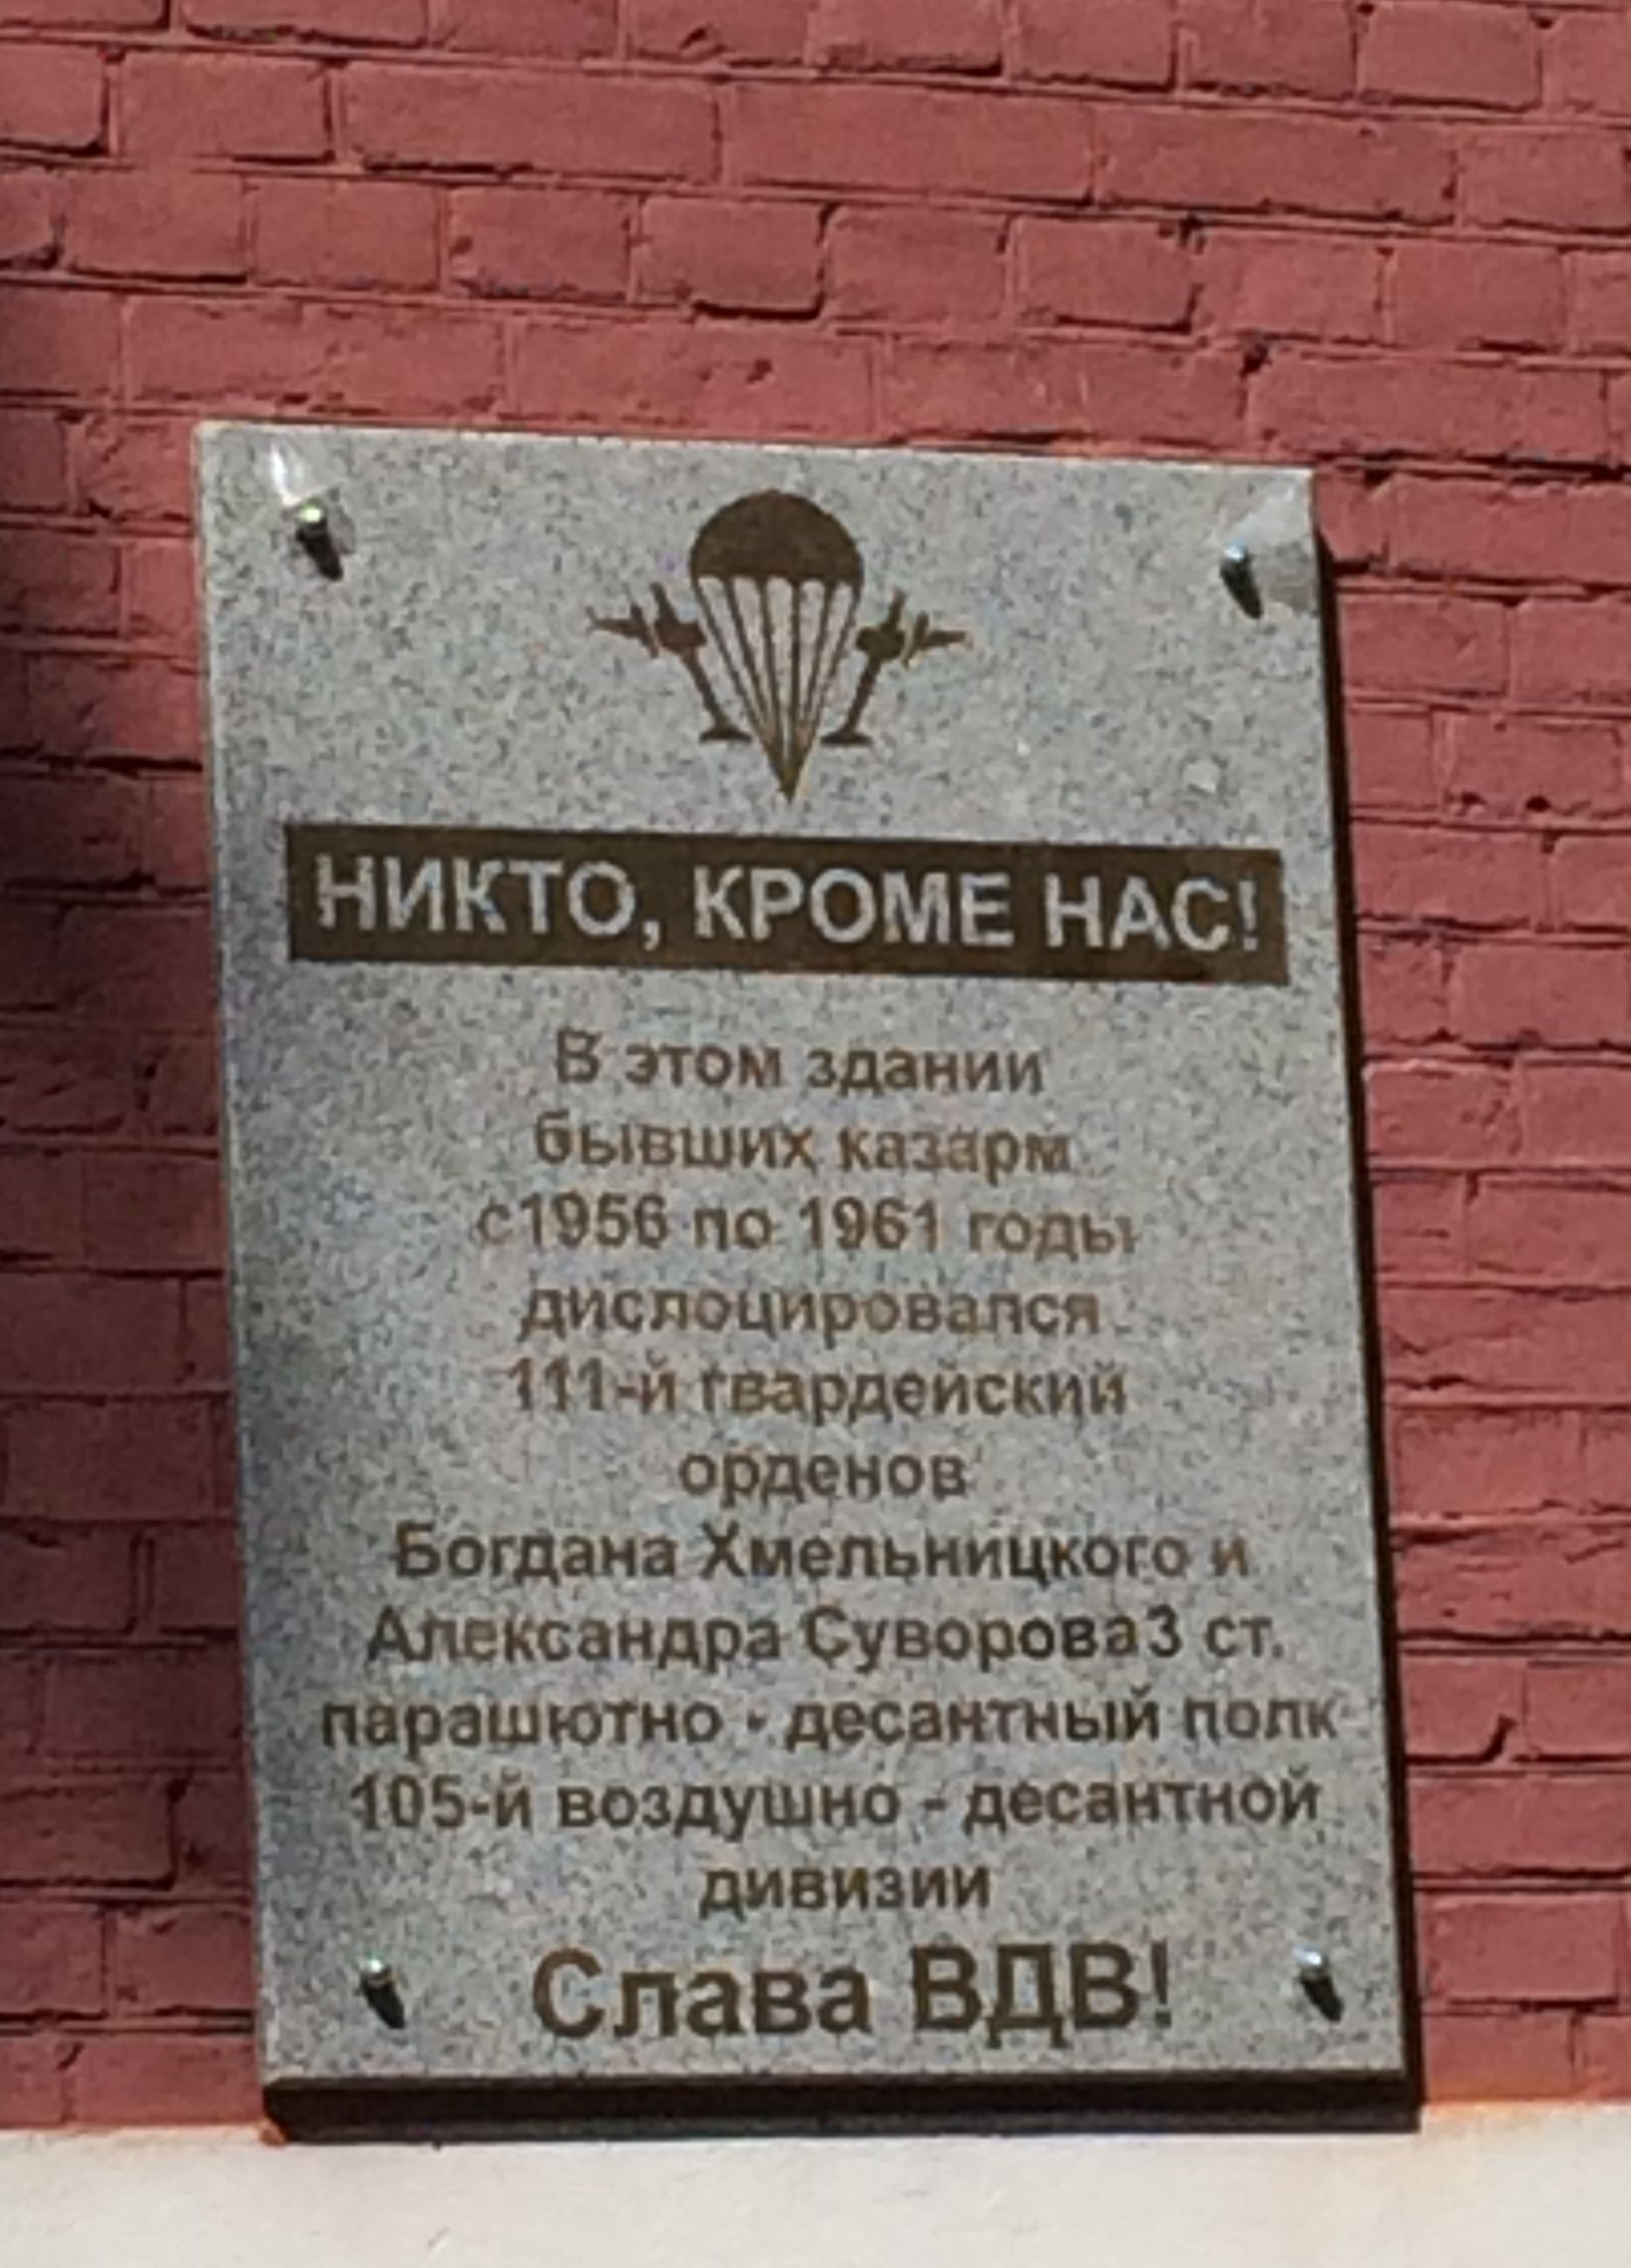 НИКТО, КРОМЕ НАС!
В этом здании
бывших казарм
с1956 по 1961 годы
дислоцировался
111-й гвардейский
орденов
Богдана Хмельницкого и
Александра Суворова3 ст.
парашютно - десантный полк
105-й воздушно - десантной
дивизии
Слава ВДВ!